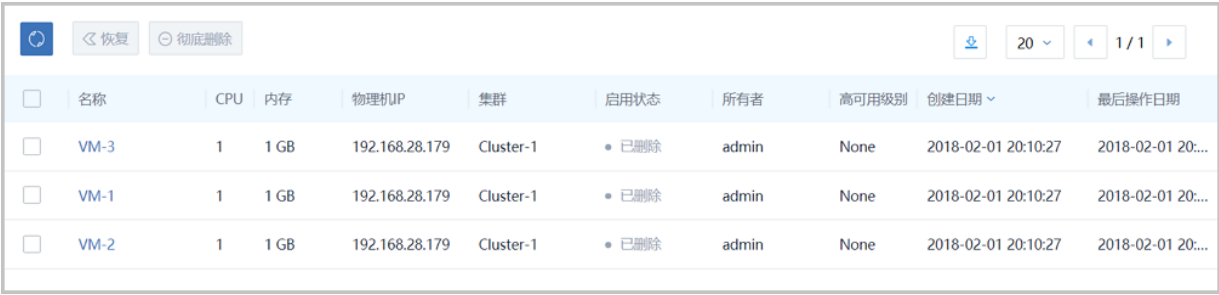 恢复 彻底删除 20 1 / 1
名称 CPU 内存 物理机IP 集群 启用状态 所有者 高可用级别 创建日期 最后操作日期
VM-3 1 1 GB 192.168.28.179 Cluster-1 已删除 admin None 2018-02-01 20:10:27 2018-02-01 20:...
VM-1 1 1 GB 192.168.28.179 Cluster-1 已删除 admin None 2018-02-01 20:10:27 2018-02-01 20:...
VM-2 1 1 GB 192.168.28.179 Cluster-1 已删除 admin None 2018-02-01 20:10:27 2018-02-01 20:...